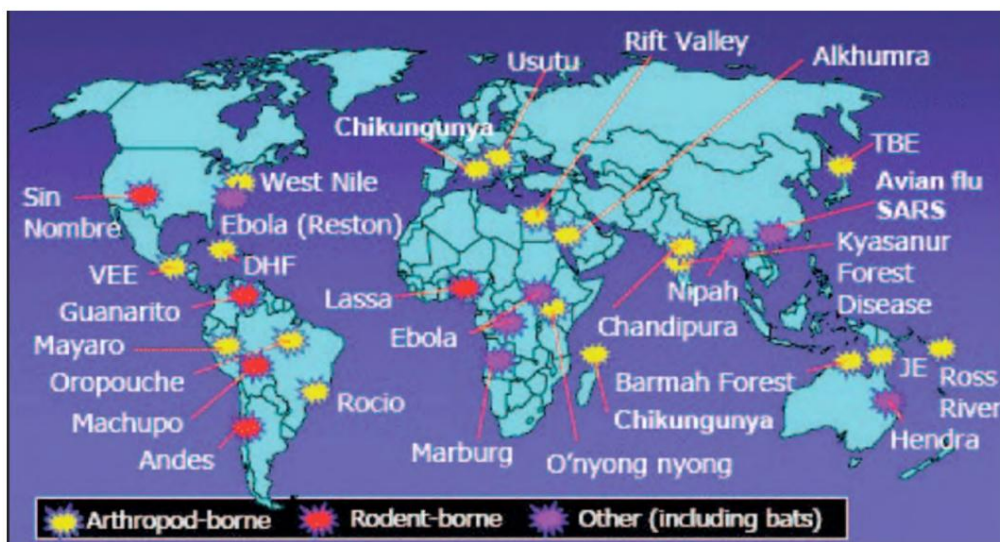 Rift Valley
Usutu
Alkhumra
Chikungunya
TBE
Sin
Nombre
West Nile
Avian flu
SARS
Ebola (Reston)
Kyasanur
Forest
Disease
VEE
DHF
Guanarito
Lassa
Nipah
Chandipura
Ebola
Mayaro
Oropouche
Machupo
Rocio
Barmah Forest
JE
Ross
River
Chikungunya
Hendra
Andes
Marburg
O'nyong nyong
Arthropod-borne
Rodent-borne
Other (including bats)